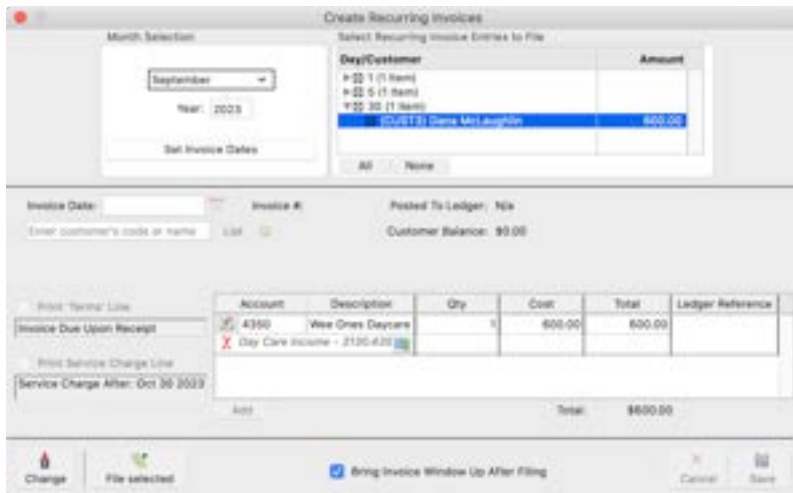 Create Recurring Invoices
Month Selection
September
Year: 2023
Set Invoice Dates
Select Recurring Invoice Entries to File
Day/Customer Amount
1 (1 Item)
5 (1 Item)
30 (1 Item)
(CUST3) Dana McLaughlin 600.00
All None
Invoice Date: Invoice #: Posted To Ledger: N/a
Enter customer's code or name List Customer Balance: $0.00
Print 'Terms' Line
Invoice Due Upon Receipt
Print Service Charge Line
Service Charge After: Oct 30 2023
Account Description Qty Cost Total Ledger Reference
4350 Wee Ones Daycare 1 600.00 600.00
Day Care Income -
Add Total: $600.00
Change File selected Bring Invoice Window Up After Filing Cancel Save